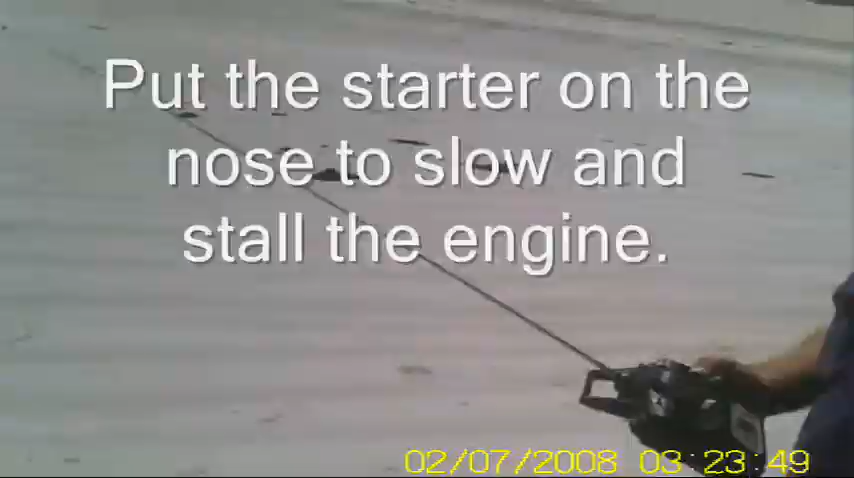 Put the starter on the
nose to slow and
stall the engine.
02/07/2008 03:23:49